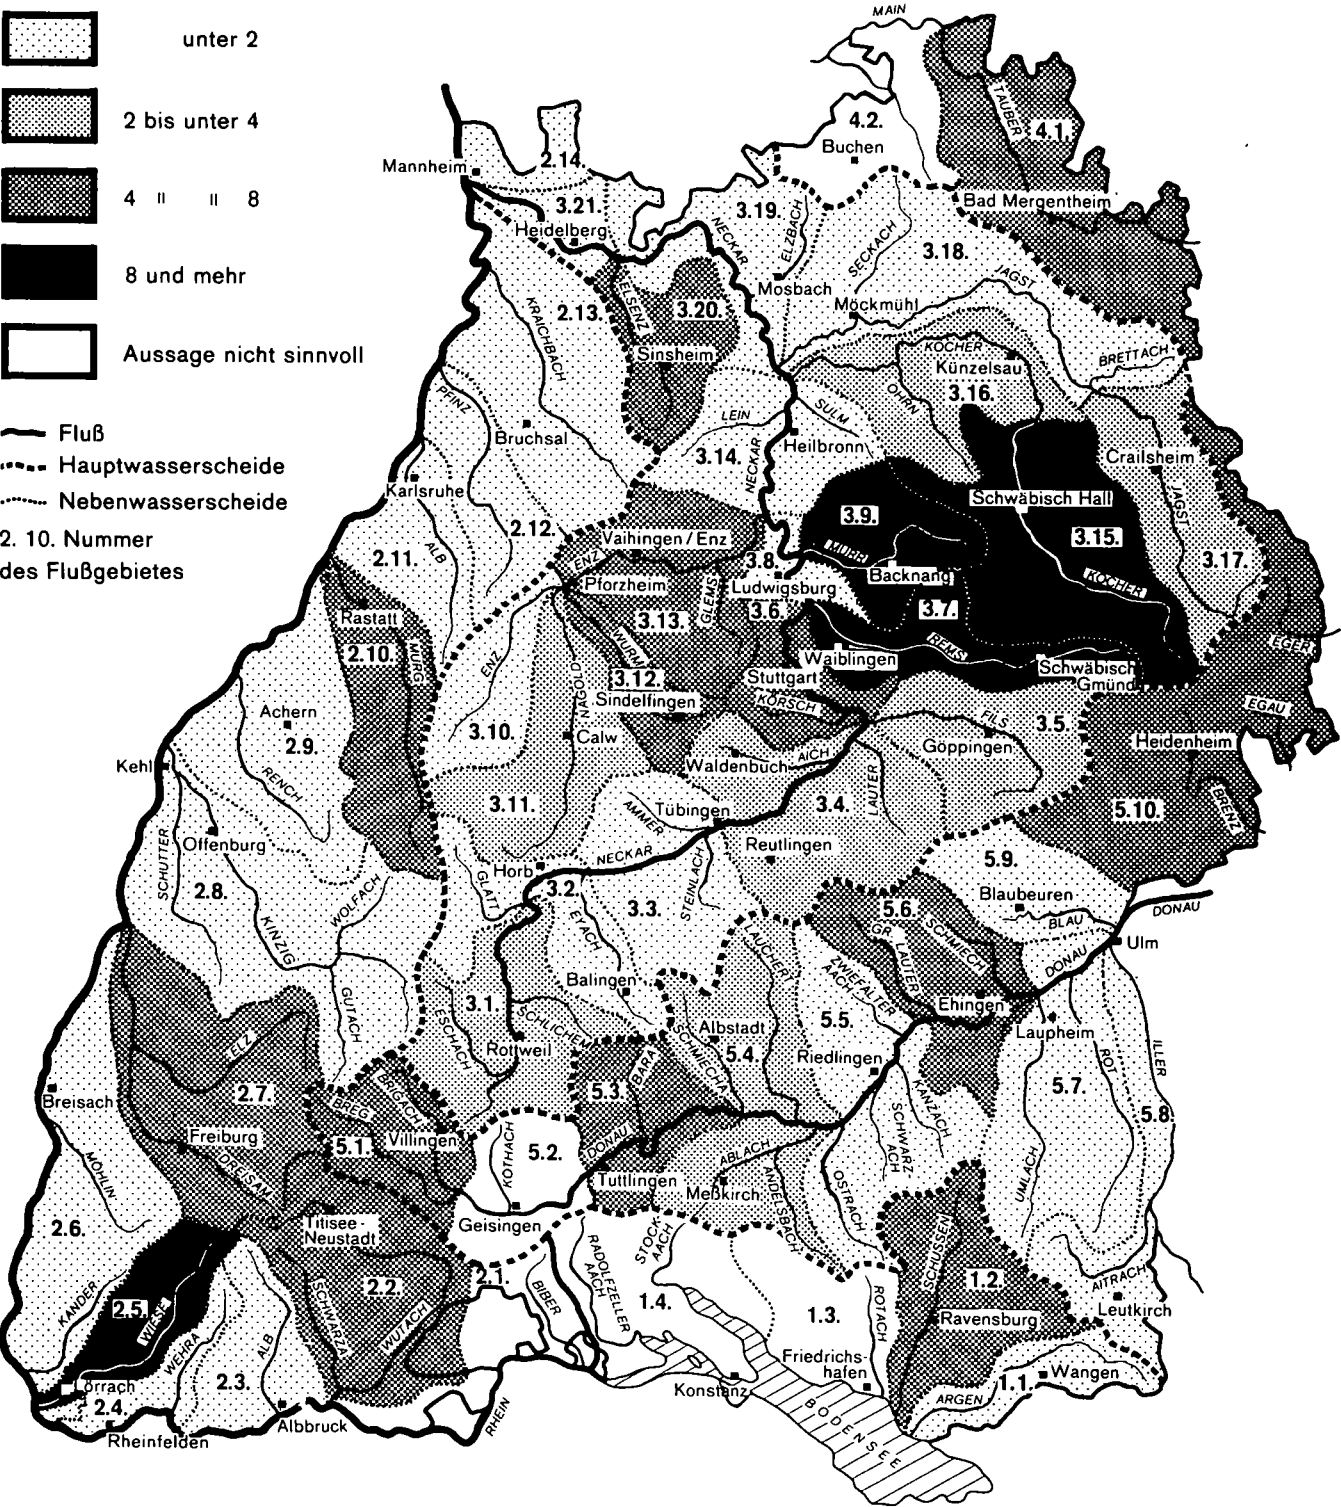 unter 2
2 bis unter 4
4 " " 8
8 und mehr
Aussage nicht sinnvoll
Fluß
Hauptwasserscheide
Nebenwasserscheide
2. 10. Nummer
des Flußgebietes
MAIN
TAUBER
4.1.
4.2.
Buchen
Mannheim
2.14.
3.21.
Heidelberg
NECKAR
3.19.
ELZBACH
Bad Mergentheim
SECKACH
3.18.
Mosbach
JAGST
Möckmühl
2.13.
ELSENZ
3.20.
KRAICHBACH
Sinsheim
KOCHER
Künzelsau
BRETTACH
3.16.
OHRN
PFINZ
LEIN
SULM
Bruchsal
Heilbronn
3.14.
NECKAR
Crailsheim
Karlsruhe
Schwäbisch Hall
JAGST
3.9.
2.12.
Vaihingen / Enz
3.15.
2.11.
ALB
ENZ
3.8.
MURR
3.17.
Pforzheim
Backnang
KOCHER
Ludwigsburg
GLEMS
3.6.
3.7.
Rastatt
3.13.
WÜRM
REMS
EGER
2.10.
MURG
ENZ
Waiblingen
Schwäbisch
Gmünd
NAGOLD
3.12.
Stuttgart
Sindelfingen
KÖRSCH
EGAU
Achern
2.9.
3.10.
Calw
FILS
3.5.
Göppingen
Heidenheim
Kehl
Waldenbuch
AICH
RENCH
LAUTER
3.11.
3.4.
AMMER
Tübingen
5.10.
BRENZ
SCHUTTER
Offenburg
Reutlingen
2.8.
Horb
NECKAR
5.9.
GLATT
3.2.
STEINLACH
Blaubeuren
WOLFACH
KINZIG
EYACH
3.3.
5.6.
BLAU
DONAU
GR. LAUTER
SCHMIECH
Ulm
LAUCHERT
DONAU
Balingen
ZWIEFALTER
AACH
Ehingen
GUTACH
3.1.
ESCHACH
SCHLICHEM
Albstadt
5.5.
Laupheim
ELZ
Rottweil
SCHMIECHA
5.4.
Riedlingen
ROT
ILLER
BÄRA
2.7.
BRIGACH
5.3.
5.7.
Breisach
BREG
KANZACH
5.8.
Freiburg
5.1.
Villingen
KÖTHACH
5.2.
DONAU
SCHWARZ
ACH
ABLACH
MÖHLIN
DREISAM
Tuttlingen
Meßkirch
ANDELSBACH
OSTRACH
UMLACH
2.6.
Titisee-
Neustadt
Geisingen
STOCK-
AACH
SCHUSSEN
RADOLFZELLER
AACH
2.2.
2.1.
1.2.
AITRACH
KANDER
2.5.
WIESE
SCHWARZA
WUTACH
BIBER
1.4.
1.3.
ROTACH
Leutkirch
Ravensburg
WEHRA
ALB
Friedrichs-
hafen
Wangen
Lörrach
2.3.
Konstanz
1.1.
2.4.
ARGEN
Albbruck
RHEIN
BODENSEE
Rheinfelden